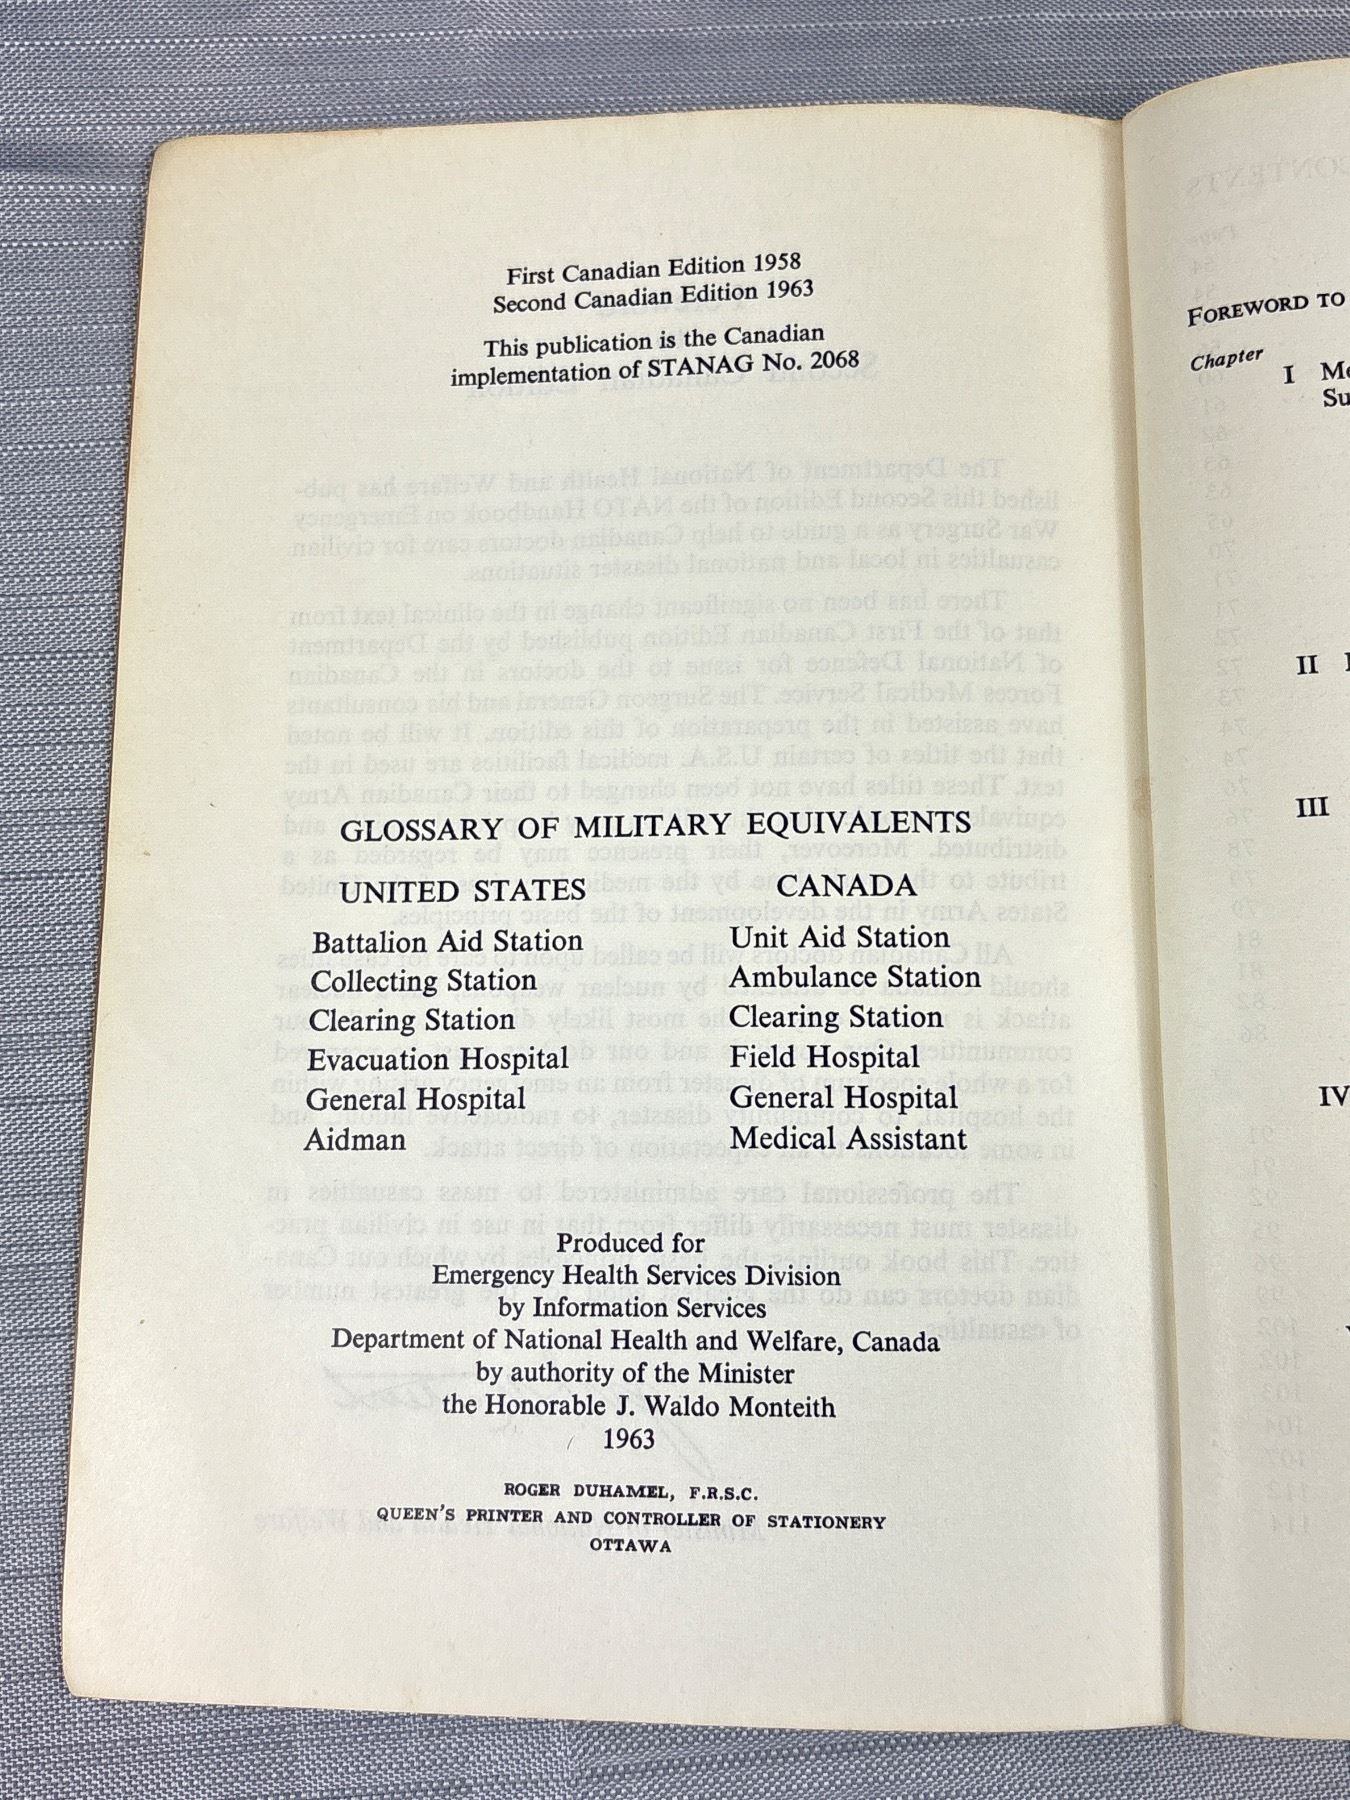 First Canadian Edition 1958
Second Canadian Edition 1963
This publication is the Canadian
implementation of STANAG No. 2068
GLOSSARY OF MILITARY EQUIVALENTS
UNITED STATES CANADA
Battalion Aid Station Unit Aid Station
Collecting Station Ambulance Station
Clearing Station Clearing Station
Evacuation Hospital Field Hospital
General Hospital General Hospital
Aidman Medical Assistant
Produced for
Emergency Health Services Division
by Information Services
Department of National Health and Welfare, Canada
by authority of the Minister
the Honorable J. Waldo Monteith
1963
ROGER DUHAMEL, F.R.S.C.
QUEEN'S PRINTER AND CONTROLLER OF STATIONERY
OTTAWA
FOREWORD TO
Chapter
I
II
III
IV